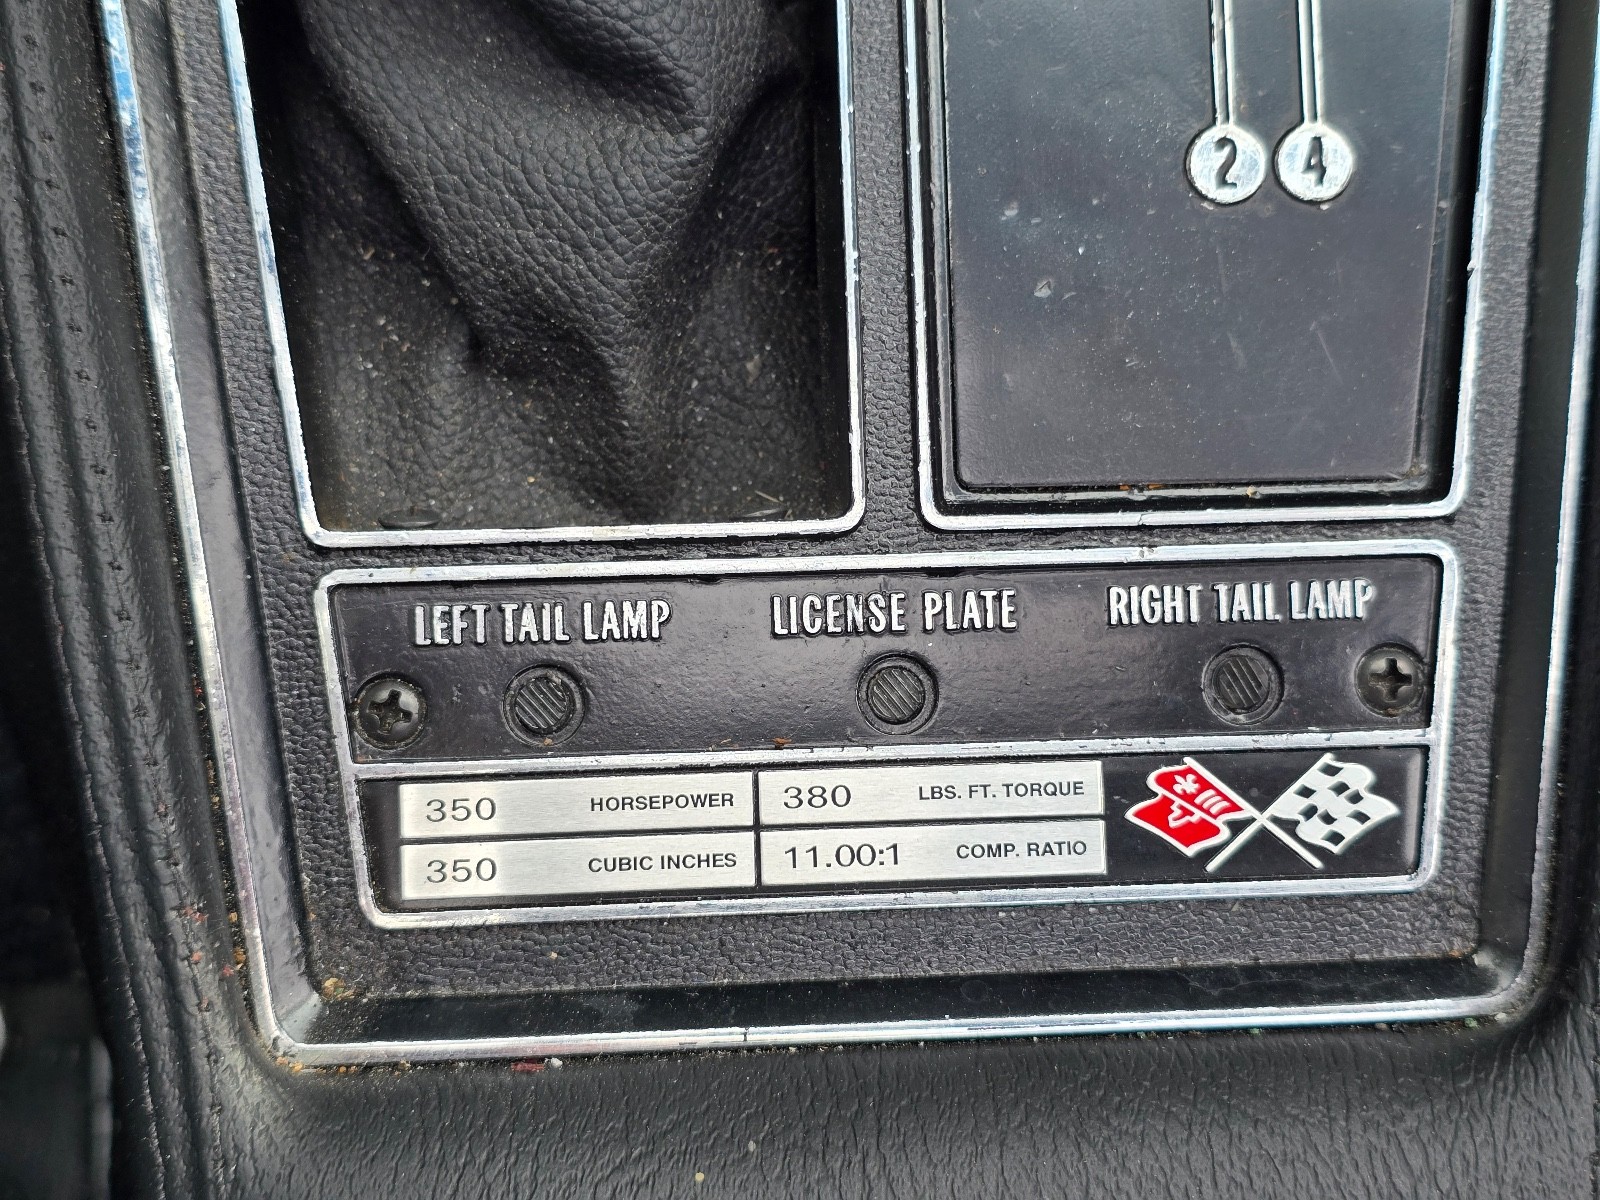 2 4
LEFT TAIL LAMP LICENSE PLATE RIGHT TAIL LAMP
350 HORSEPOWER 380 LBS. FT. TORQUE
350 CUBIC INCHES 11.00:1 COMP. RATIO